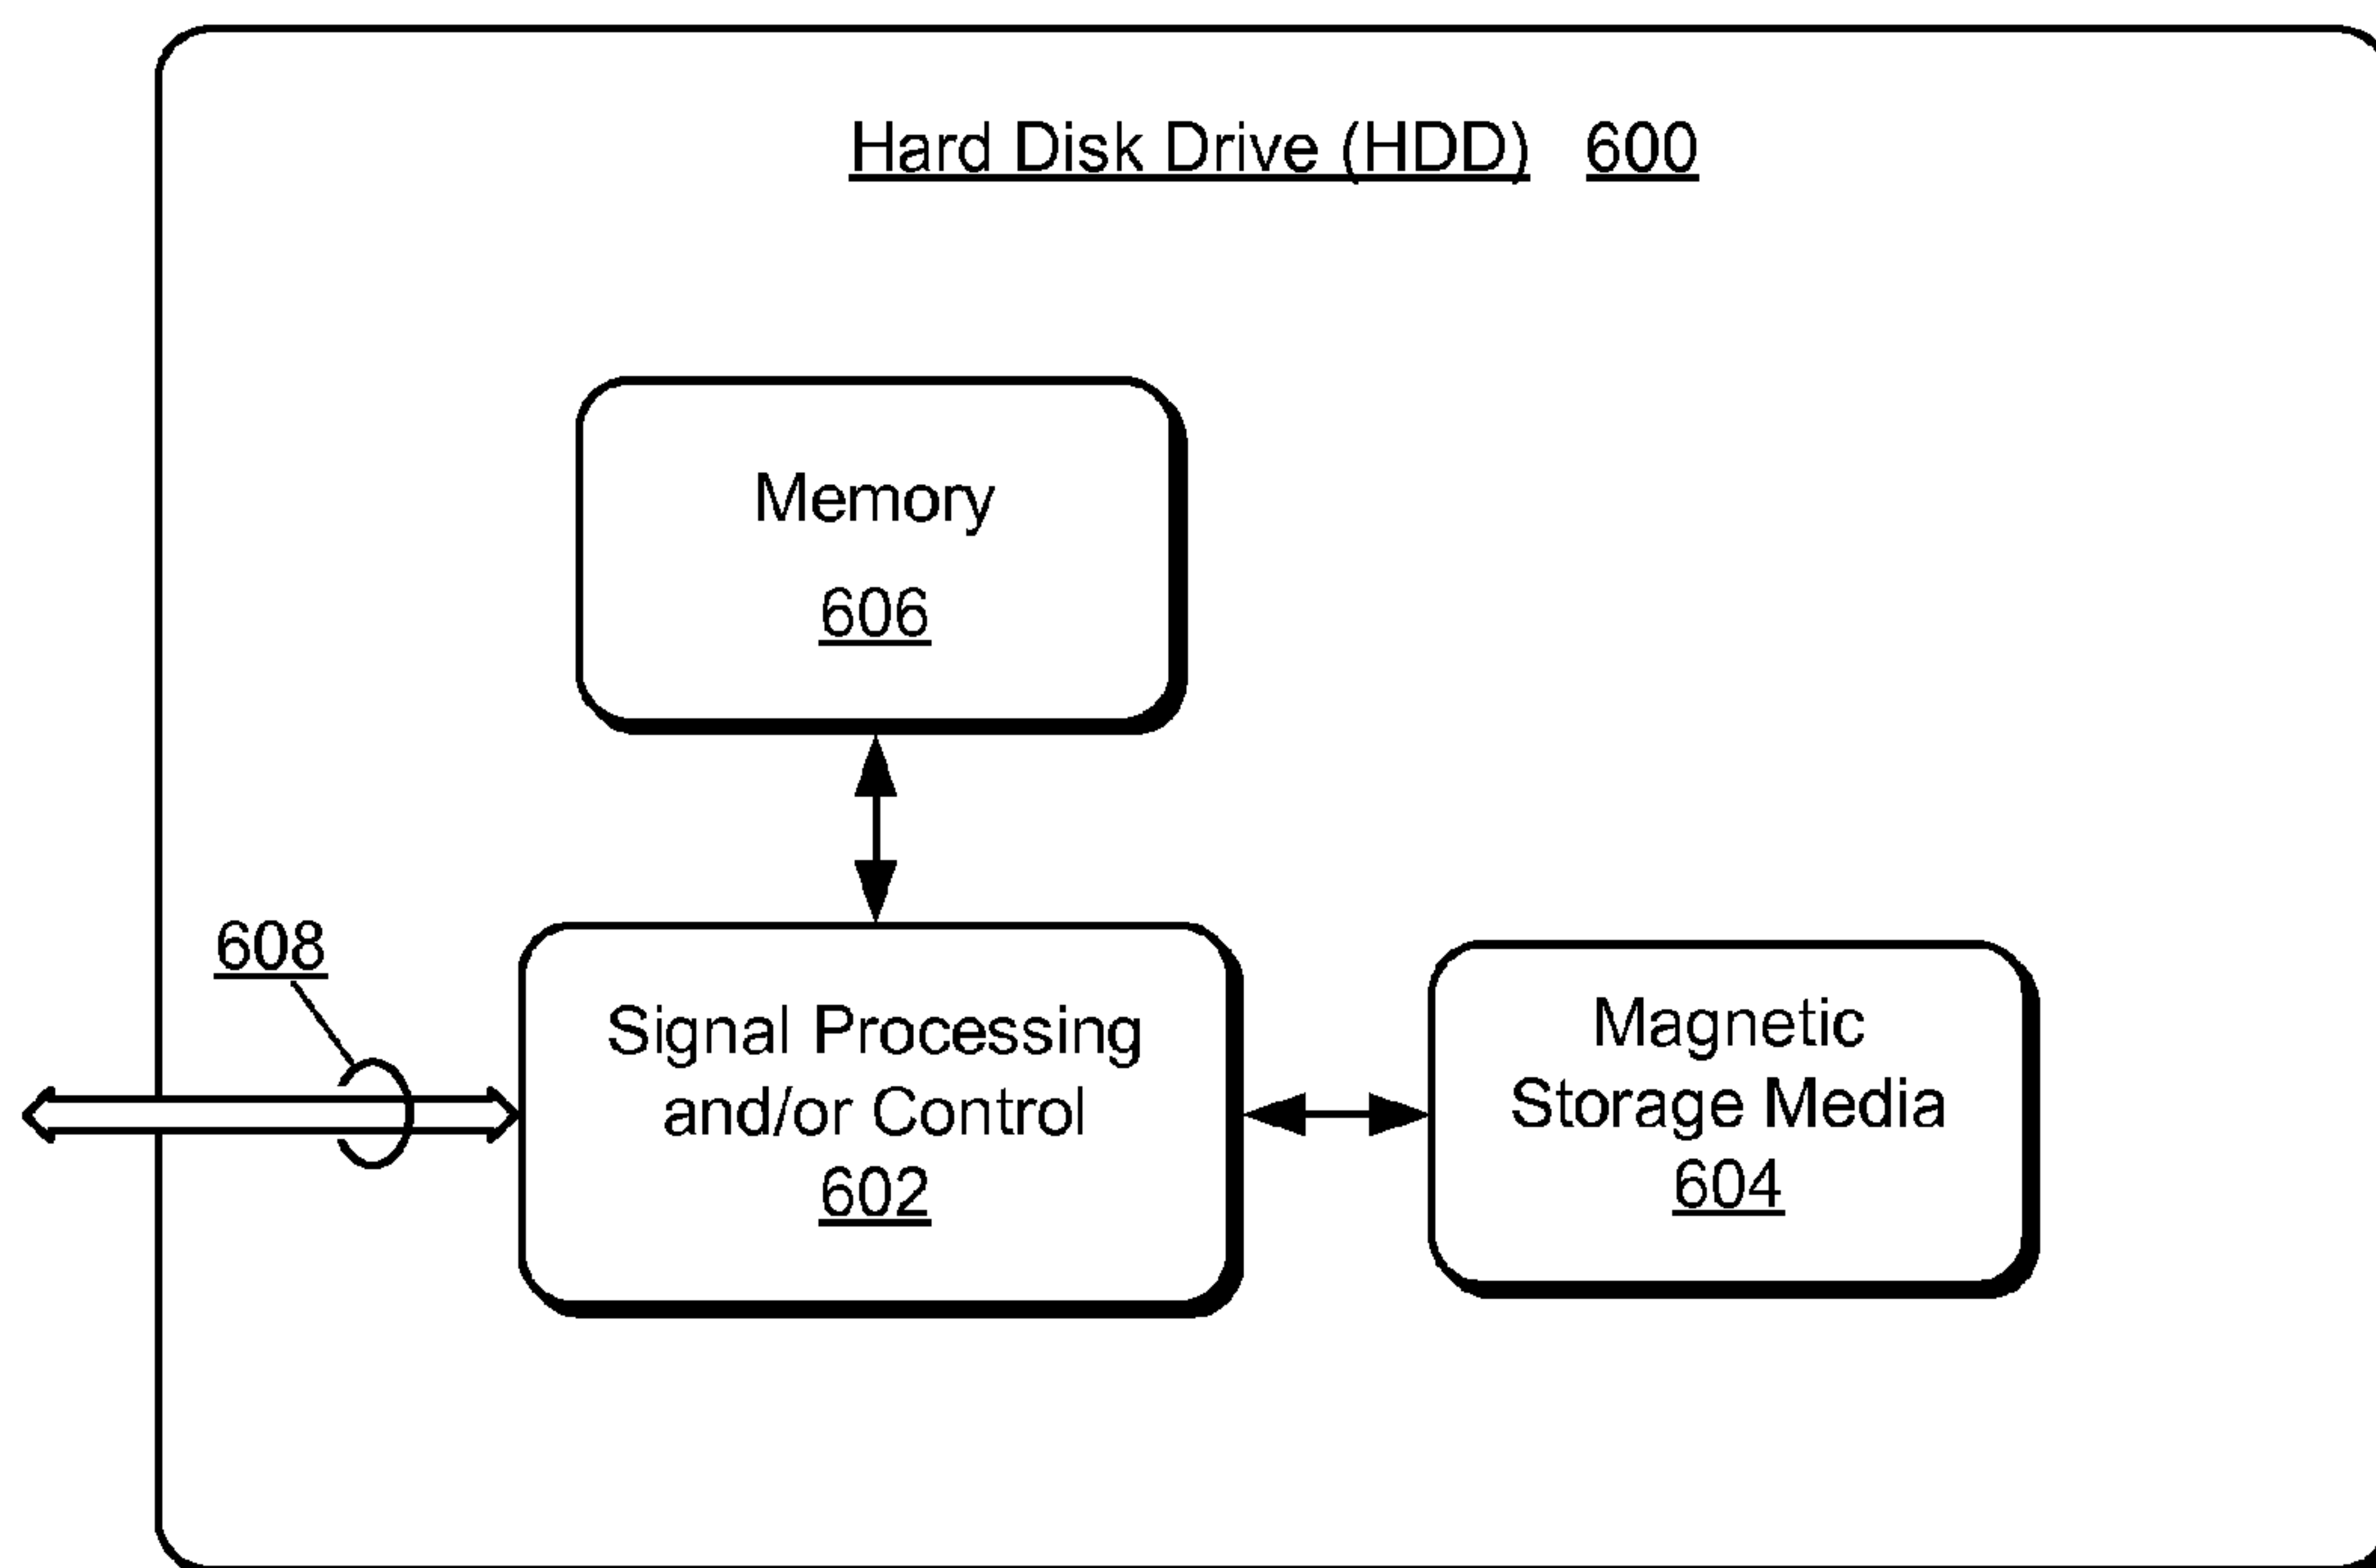 Hard Disk Drive (HDD) 600
Memory
606
608
Signal Processing
and/or Control
602
Magnetic
Storage Media
604